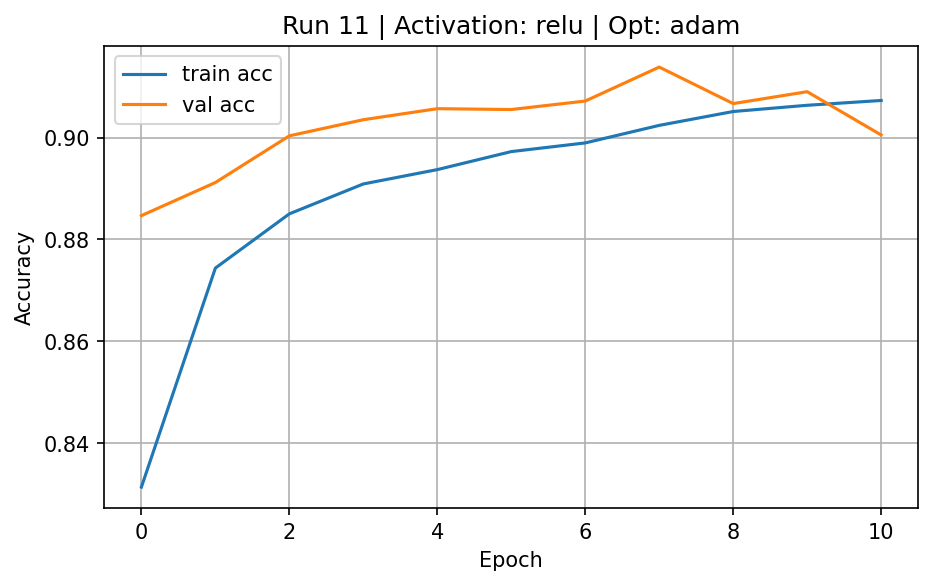 Run 11 | Activation: relu | Opt: adam
train acc
val acc
0.90
0.88
0.86
0.84
Accuracy
0 2 4 6 8 10
Epoch